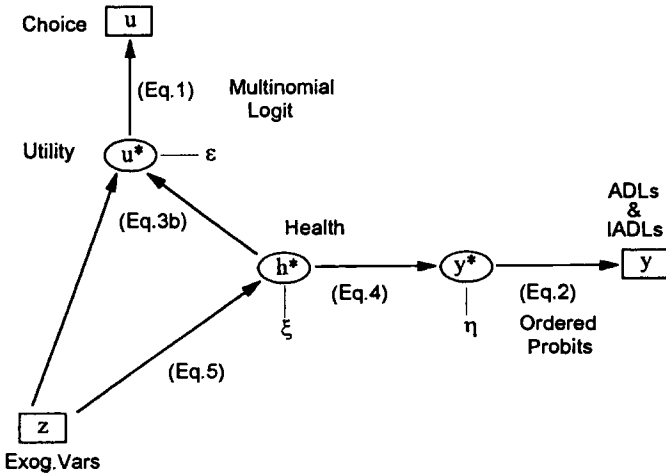 Choice
u
(Eq.1)
Multinomial
Logit
Utility
u*
ε
(Eq.3b)
Health
h*
ξ
(Eq.4)
y*
η
(Eq.2)
Ordered
Probits
ADLs
&
IADLs
y
(Eq.5)
z
Exog.Vars